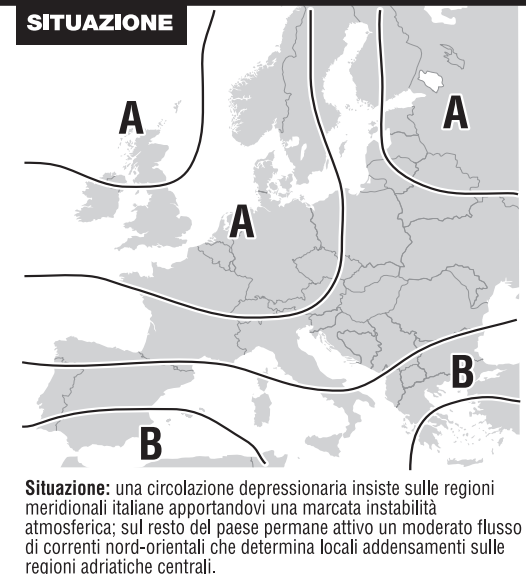 SITUAZIONE
A
A
A
B
B
Situazione: una circolazione depressionaria insiste sulle regioni
meridionali italiane apportandovi una marcata instabilità
atmosferica; sul resto del paese permane attivo un moderato flusso
di correnti nord-orientali che determina locali addensamenti sulle
regioni adriatiche centrali.